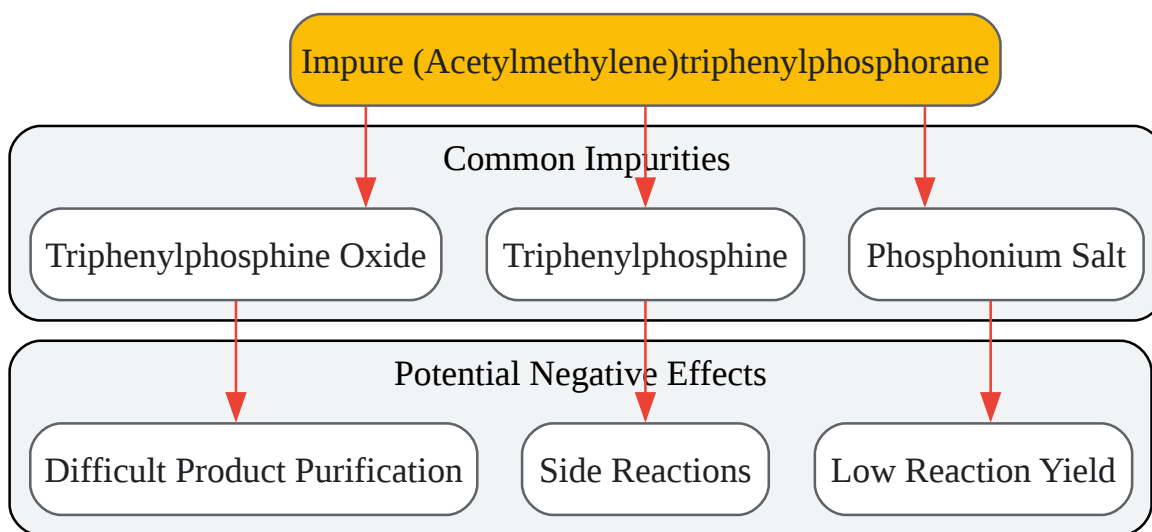 Impure (Acetylmethylene)triphenylphosphorane
Common Impurities
Triphenylphosphine Oxide
Triphenylphosphine
Phosphonium Salt
Potential Negative Effects
Difficult Product Purification
Side Reactions
Low Reaction Yield